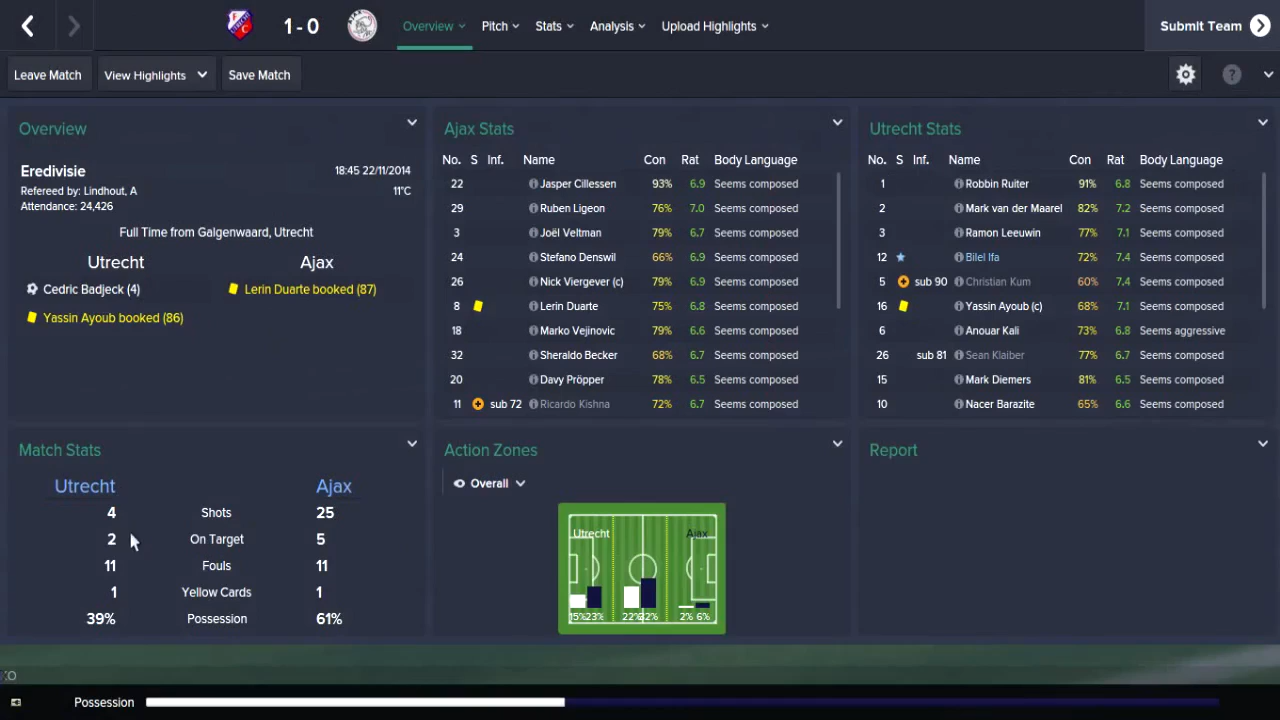 1 - 0
Overview Pitch Stats Analysis Upload Highlights Submit Team
Leave Match View Highlights Save Match
?
Overview
Eredivisie 18:45 22/11/2014
Refereed by: Lindhout, A 11°C
Attendance: 24,426
Full Time from Galgenwaard, Utrecht
Utrecht Ajax
Cedric Badjeck (4) Lerin Duarte booked (87)
Yassin Ayoub booked (86)
Ajax Stats
No. S Inf. Name Con Rat Body Language
22 Jasper Cillessen 93% 6.9 Seems composed
29 Ruben Ligeon 76% 7.0 Seems composed
3 Joël Veltman 79% 6.7 Seems composed
24 Stefano Denswil 66% 6.9 Seems composed
26 Nick Viergever (c) 79% 6.9 Seems composed
8 Lerin Duarte 75% 6.8 Seems composed
18 Marko Vejinovic 79% 6.6 Seems composed
32 Sheraldo Becker 68% 6.7 Seems composed
20 Davy Pröpper 78% 6.5 Seems composed
11 sub 72 Ricardo Kishna 72% 6.7 Seems composed
Utrecht Stats
No. S Inf. Name Con Rat Body Language
1 Robbin Ruiter 91% 6.8 Seems composed
2 Mark van der Maarel 82% 7.2 Seems composed
3 Ramon Leeuwin 77% 7.1 Seems composed
12 Bilel Ifa 72% 7.4 Seems composed
5 sub 90 Christian Kum 60% 7.4 Seems composed
16 Yassin Ayoub (c) 68% 7.1 Seems composed
6 Anouar Kali 73% 6.8 Seems aggressive
26 sub 81 Sean Klaiber 77% 6.7 Seems composed
15 Mark Diemers 81% 6.5 Seems composed
10 Nacer Barazite 65% 6.6 Seems composed
Match Stats
Utrecht Ajax
4 Shots 25
2 On Target 5
11 Fouls 11
1 Yellow Cards 1
39% Possession 61%
Action Zones
Overall
Utrecht Ajax
15% 23% 22% 32% 2% 6%
Report
Possession